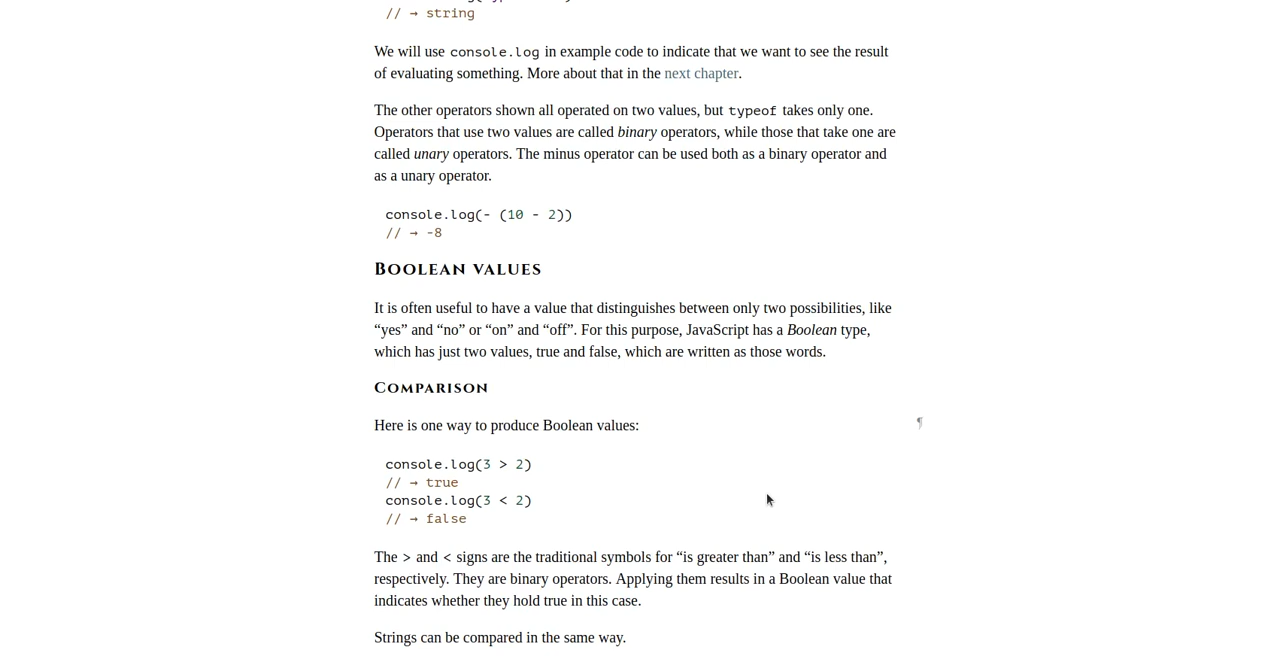 // → string
We will use console.log in example code to indicate that we want to see the result
of evaluating something. More about that in the next chapter.
The other operators shown all operated on two values, but typeof takes only one.
Operators that use two values are called binary operators, while those that take one are
called unary operators. The minus operator can be used both as a binary operator and
as a unary operator.
console.log(- (10 - 2))
// → -8
Boolean values
It is often useful to have a value that distinguishes between only two possibilities, like
“yes” and “no” or “on” and “off”. For this purpose, JavaScript has a Boolean type,
which has just two values, true and false, which are written as those words.
Comparison
Here is one way to produce Boolean values:
¶
console.log(3 > 2)
// → true
console.log(3 < 2)
// → false
The > and < signs are the traditional symbols for “is greater than” and “is less than”,
respectively. They are binary operators. Applying them results in a Boolean value that
indicates whether they hold true in this case.
Strings can be compared in the same way.